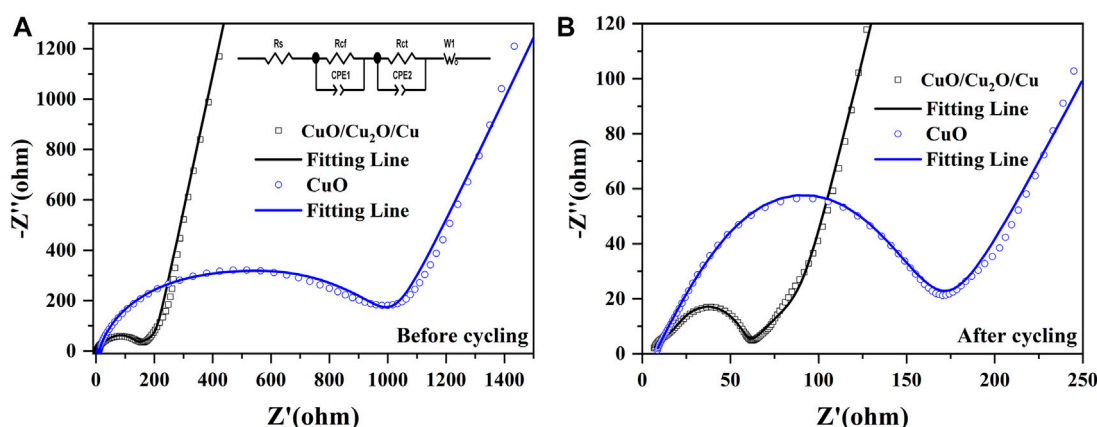 A
Rs
Rcf
Rct
W1
CPE1
CPE2
CuO/Cu₂O/Cu
Fitting Line
CuO
Fitting Line
Before cycling
-Z''(ohm)
1200
1000
800
600
400
200
0
0 200 400 600 800 1000 1200 1400
Z'(ohm)
B
CuO/Cu₂O/Cu
Fitting Line
CuO
Fitting Line
After cycling
-Z''(ohm)
120
100
80
60
40
20
0
0 50 100 150 200 250
Z'(ohm)